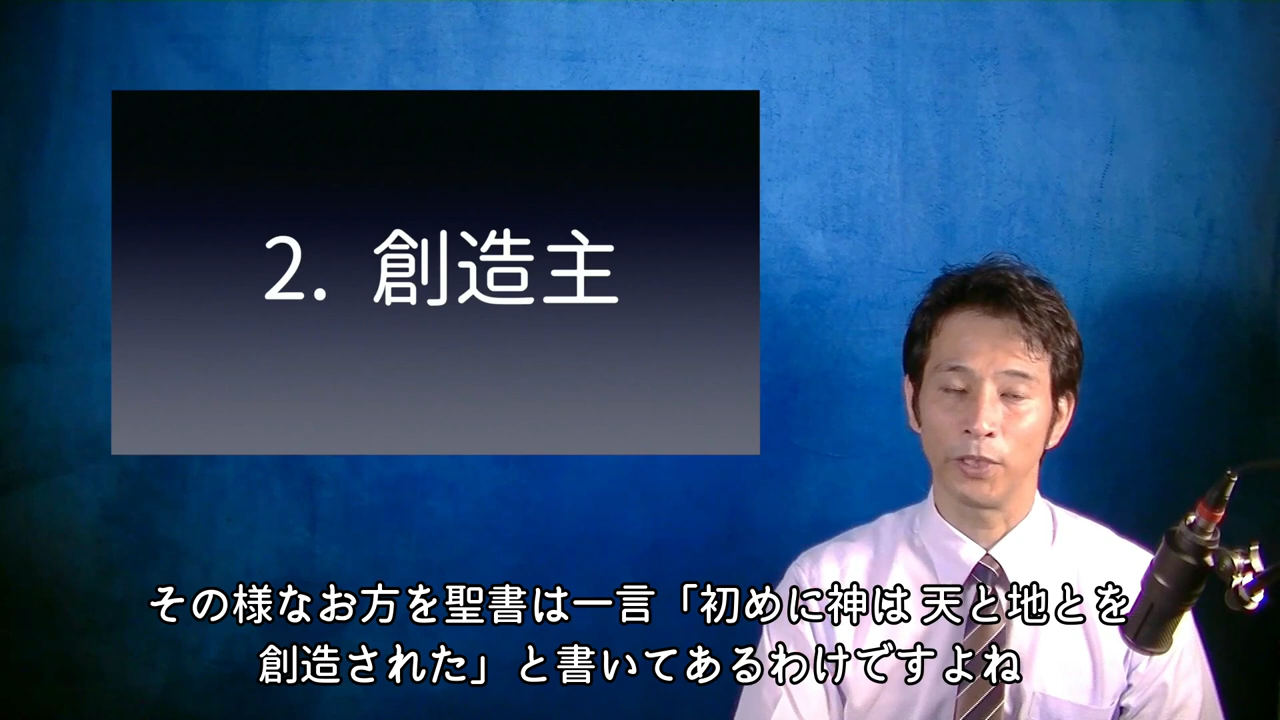 2. 創造主
その様なお方を聖書は一言「初めに神は 天と地とを
創造された」と書いてあるわけですよね